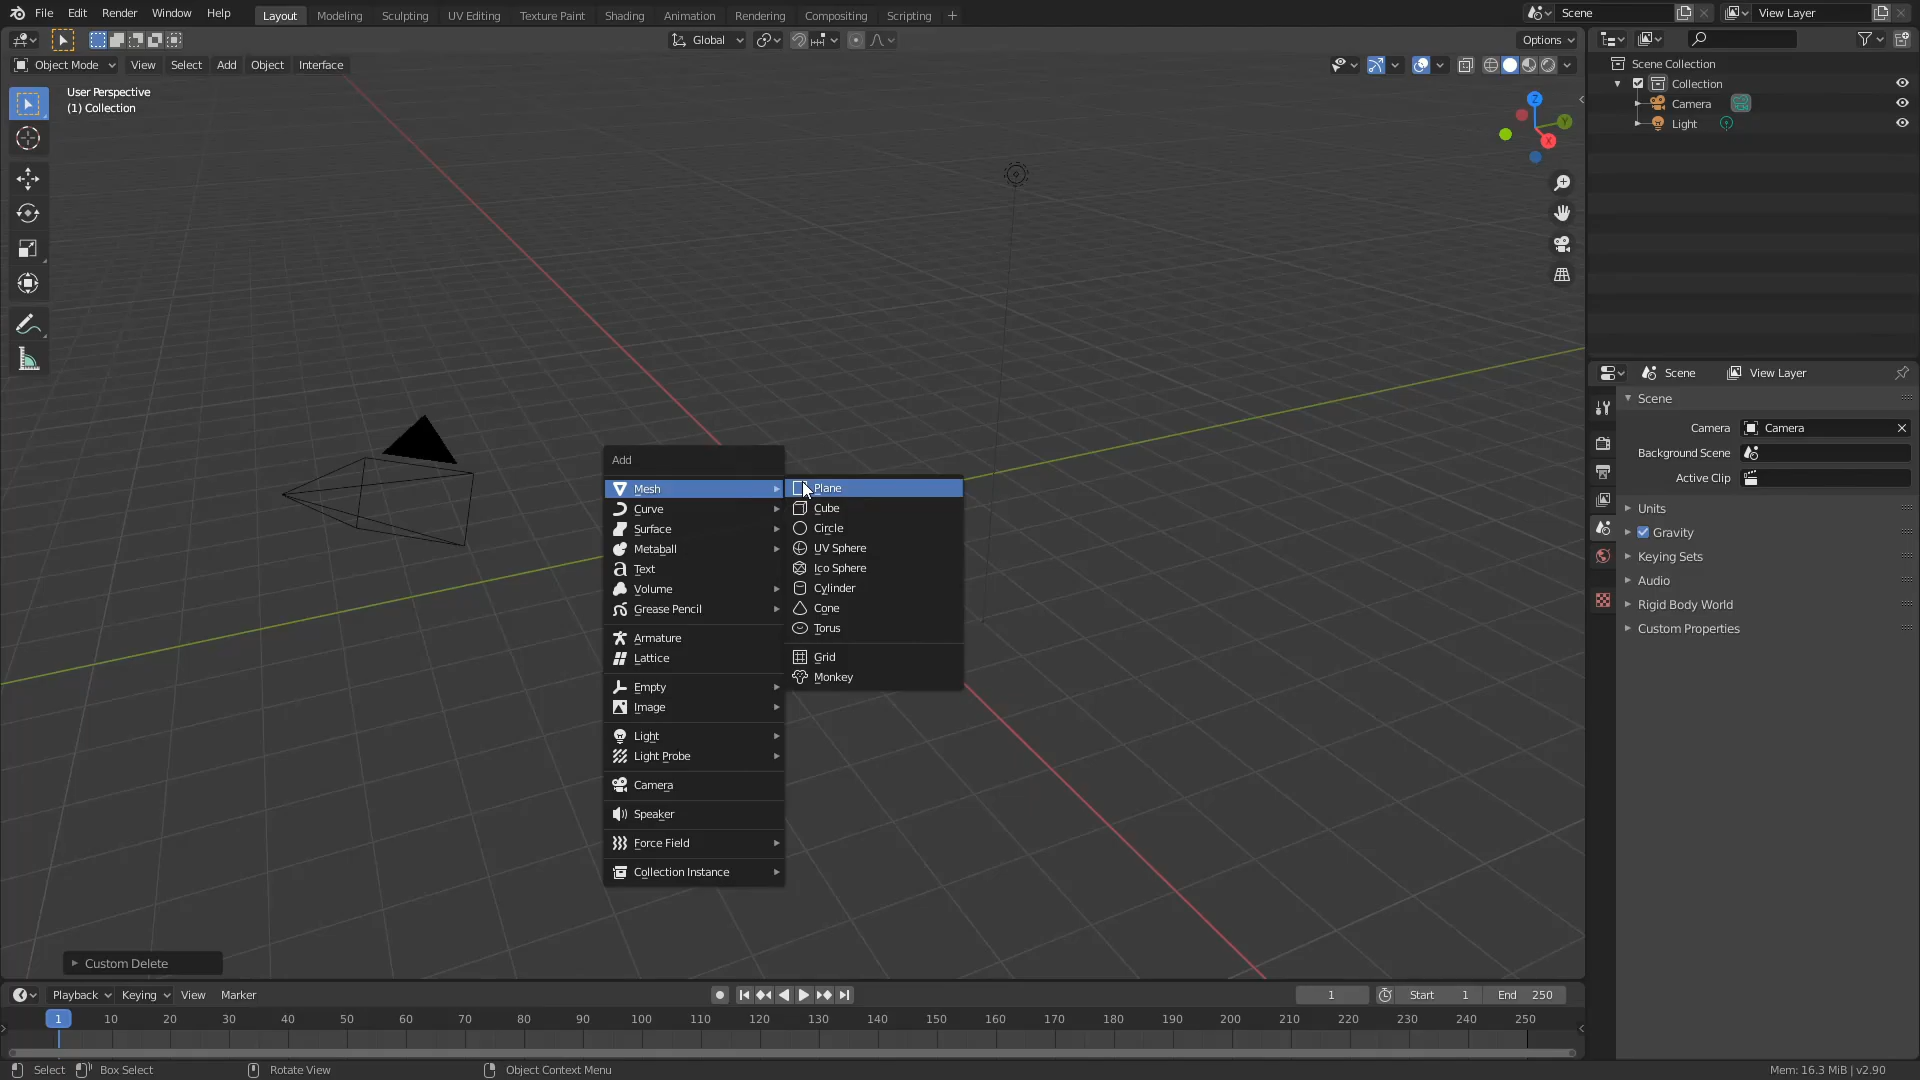 File Edit Render Window Help Layout Modeling Sculpting UV Editing Texture Paint Shading Animation Rendering Compositing Scripting + Scene View Layer
Global Options
Object Mode View Select Add Object Interface
User Perspective
(1) Collection
Z
Y
X
Scene Collection
Collection
Camera
Light
Add
Mesh
Curve
Surface
Metaball
Text
Volume
Grease Pencil
Armature
Lattice
Empty
Image
Light
Light Probe
Camera
Speaker
Force Field
Collection Instance
Plane
Cube
Circle
UV Sphere
Ico Sphere
Cylinder
Cone
Torus
Grid
Monkey
Scene View Layer
Scene
Camera Camera
Background Scene
Active Clip
Units
Gravity
Keying Sets
Audio
Rigid Body World
Custom Properties
Custom Delete
Playback Keying View Marker 1 Start 1 End 250
1 10 20 30 40 50 60 70 80 90 100 110 120 130 140 150 160 170 180 190 200 210 220 230 240 250
Select Box Select Rotate View Object Context Menu Mem: 16.3 MiB | v2.90